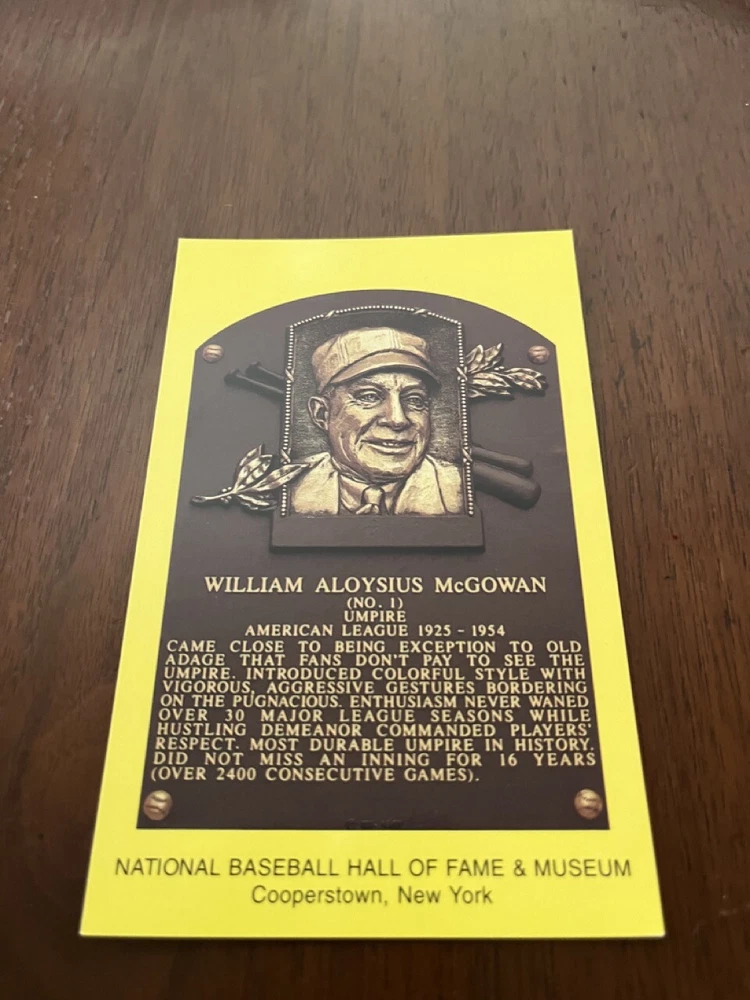 WILLIAM ALOYSIUS McGOWAN
(NO. 1)
UMPIRE
AMERICAN LEAGUE 1925 - 1954
CAME CLOSE TO BEING EXCEPTION TO OLD
ADAGE THAT FANS DON'T PAY TO SEE THE
UMPIRE. INTRODUCED COLORFUL STYLE WITH
VIGOROUS, AGGRESSIVE GESTURES BORDERING
ON THE PUGNACIOUS. ENTHUSIASM NEVER WANED
OVER 30 MAJOR LEAGUE SEASONS WHILE
HUSTLING DEMEANOR COMMANDED PLAYERS'
RESPECT. MOST DURABLE UMPIRE IN HISTORY.
DID NOT MISS AN INNING FOR 16 YEARS
(OVER 2400 CONSECUTIVE GAMES).
NATIONAL BASEBALL HALL OF FAME & MUSEUM
Cooperstown, New York